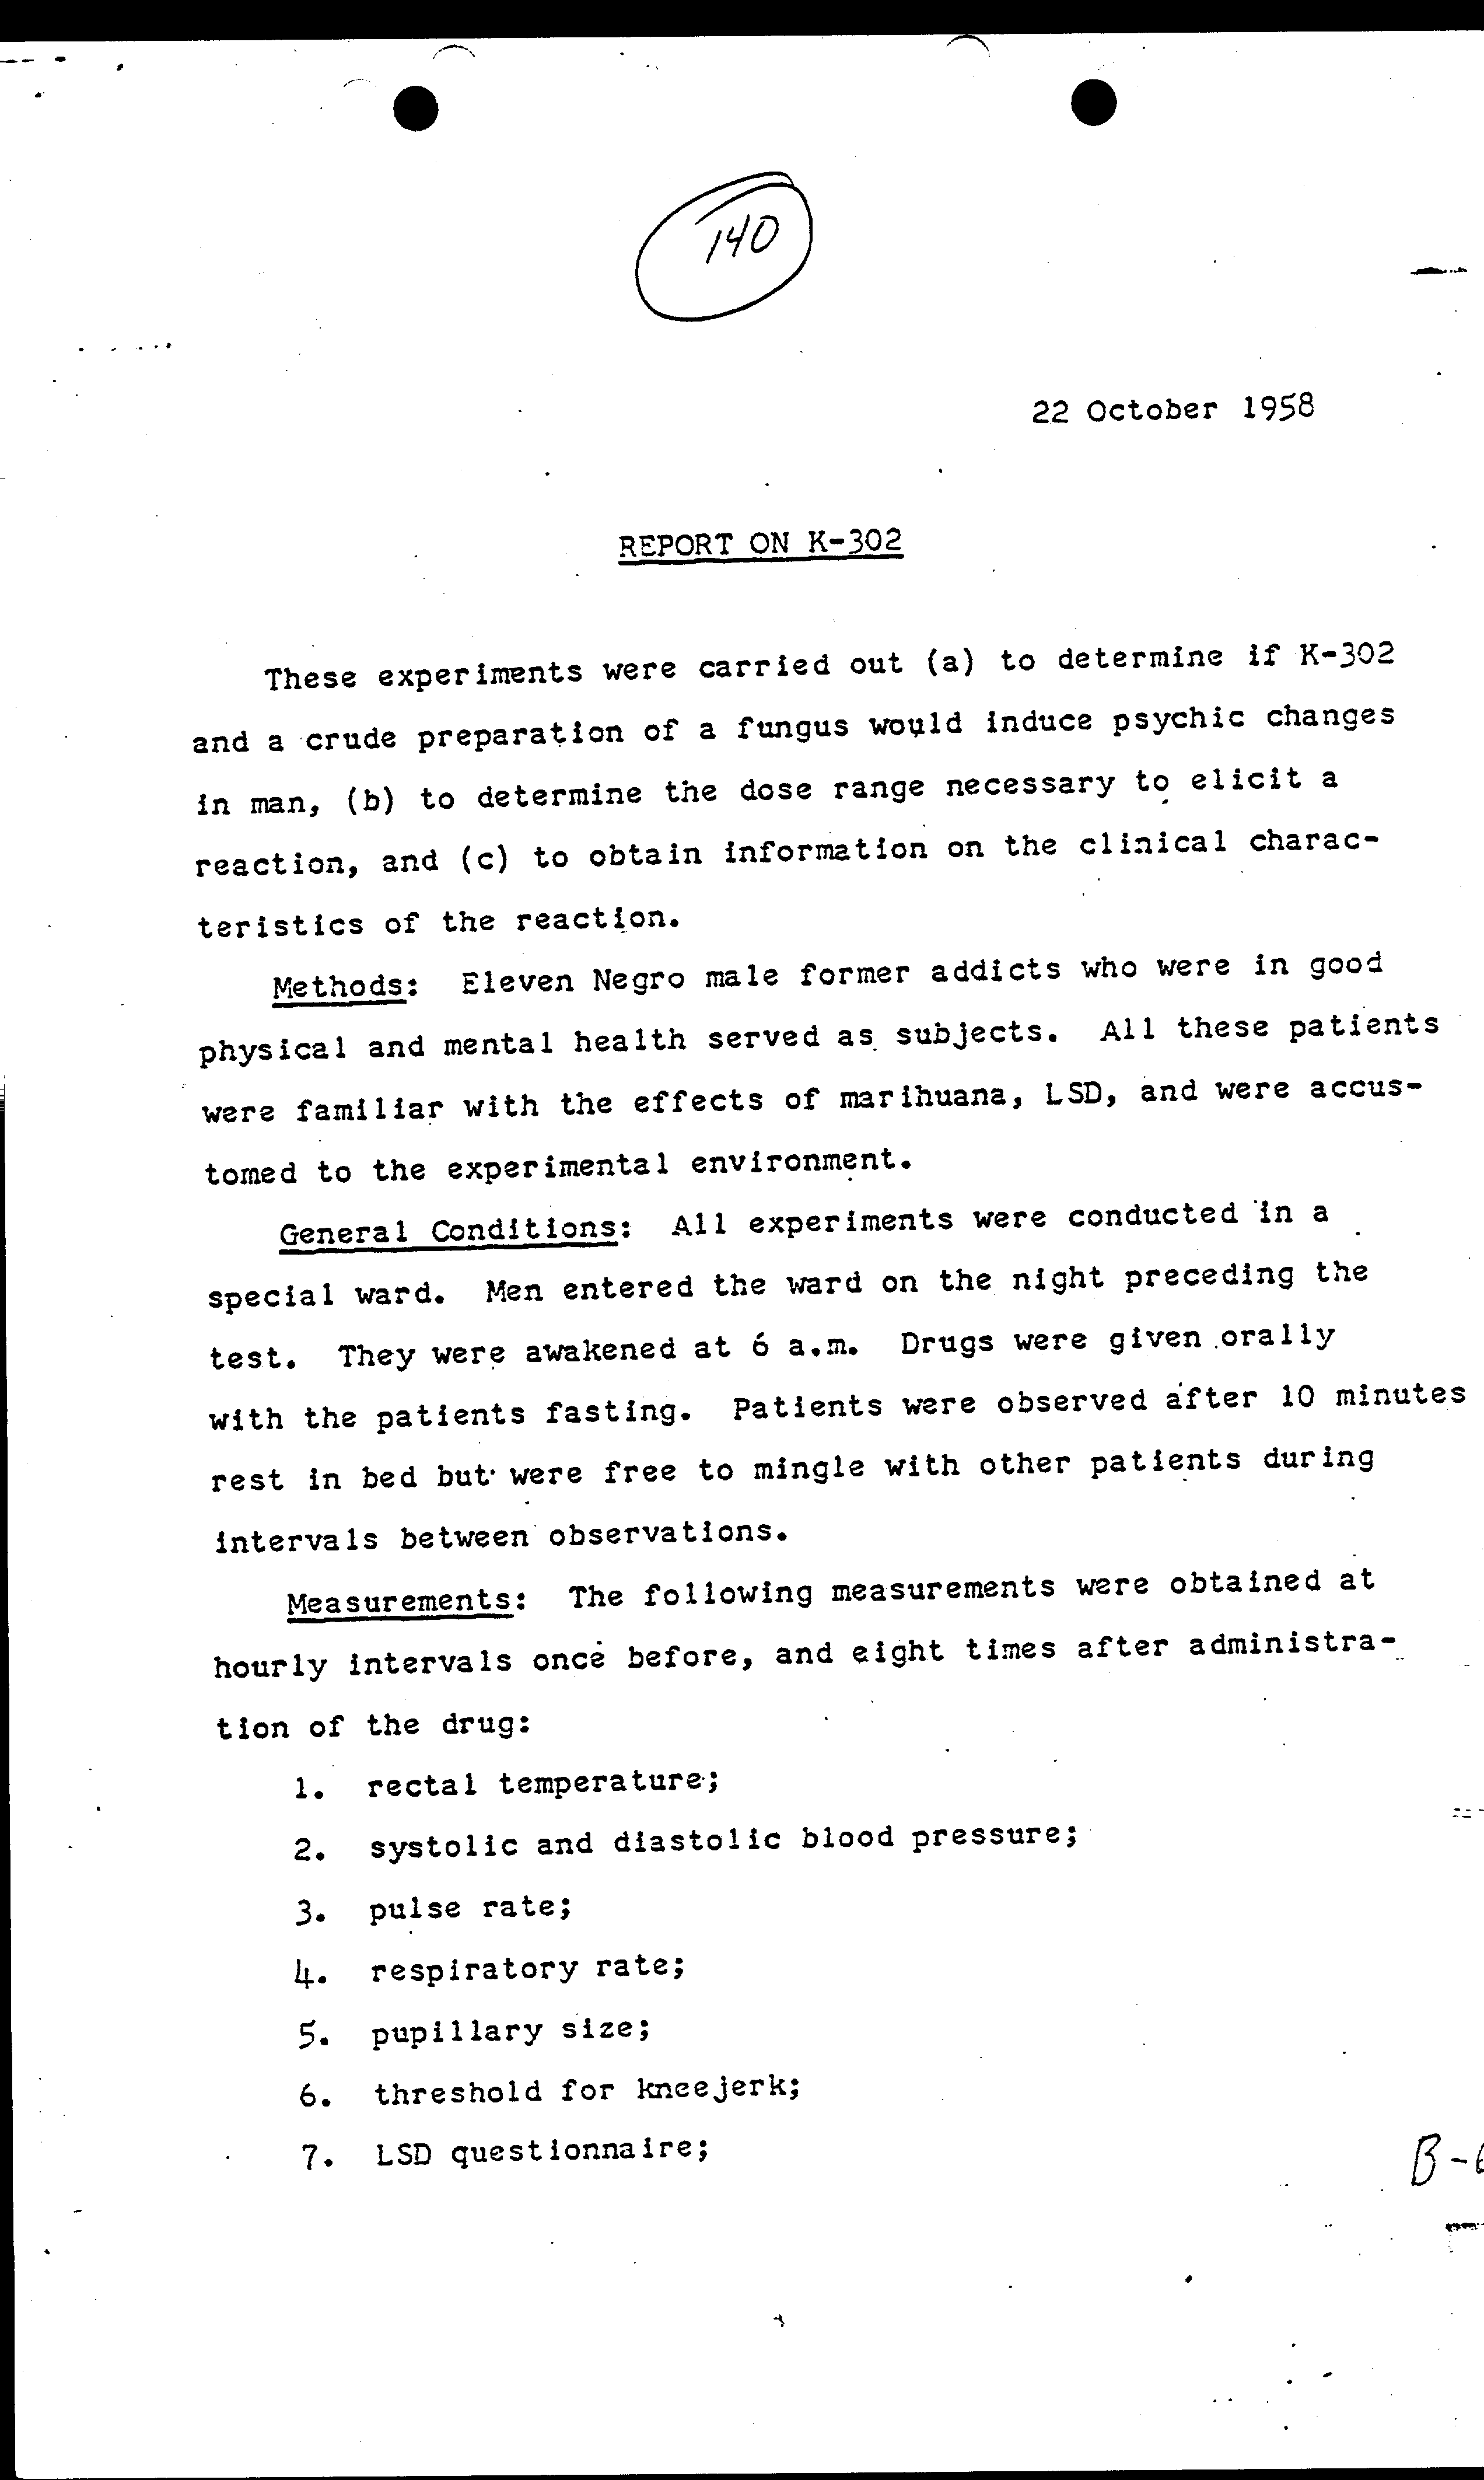 140
22 October 1958
REPORT ON K-302
These experiments were carried out (a) to determine if K-302
and a crude preparation of a fungus would induce psychic changes
in man, (b) to determine the dose range necessary to elicit a
reaction, and (c) to obtain information on the clinical charac-
teristics of the reaction.
Methods: Eleven Negro male former addicts who were in good
physical and mental health served as subjects. All these patients
were familiar with the effects of marihuana, LSD, and were accus-
tomed to the experimental environment.
General Conditions: All experiments were conducted in a
special ward. Men entered the ward on the night preceding the
test. They were awakened at 6 a.m. Drugs were given orally
with the patients fasting. Patients were observed after 10 minutes
rest in bed but were free to mingle with other patients during
intervals between observations.
Measurements: The following measurements were obtained at
hourly intervals once before, and eight times after administra-
tion of the drug:
1. rectal temperature;
2. systolic and diastolic blood pressure;
3. pulse rate;
4. respiratory rate;
5. pupillary size;
6. threshold for kneejerk;
7. LSD questionnaire;